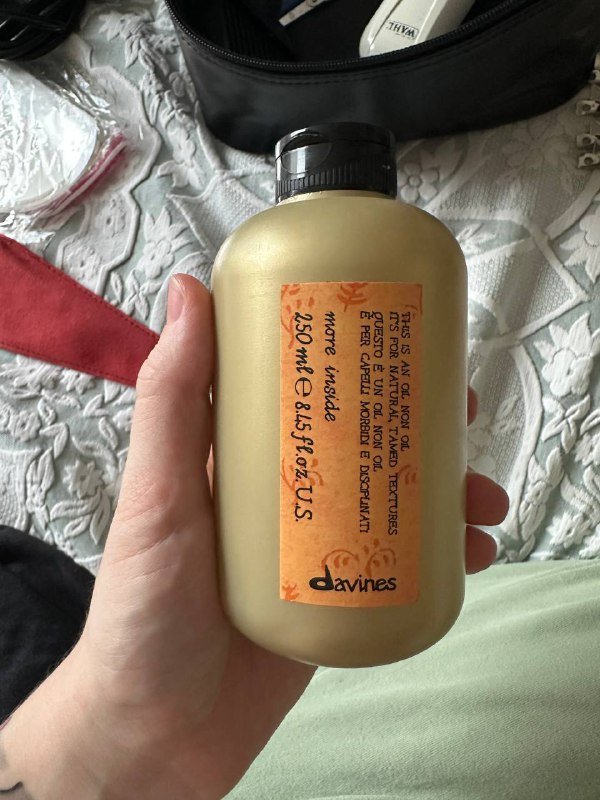 WAHL
THIS IS AN OIL NON OIL
IT'S FOR NATURAL, TAMED TEXTURES
QUESTO È UN OIL NON OIL
È PER CAPELLI MORBIDI E DISCIPLINATI
more inside
250 ml ℮ 8.45 fl.oz. U.S.
davines